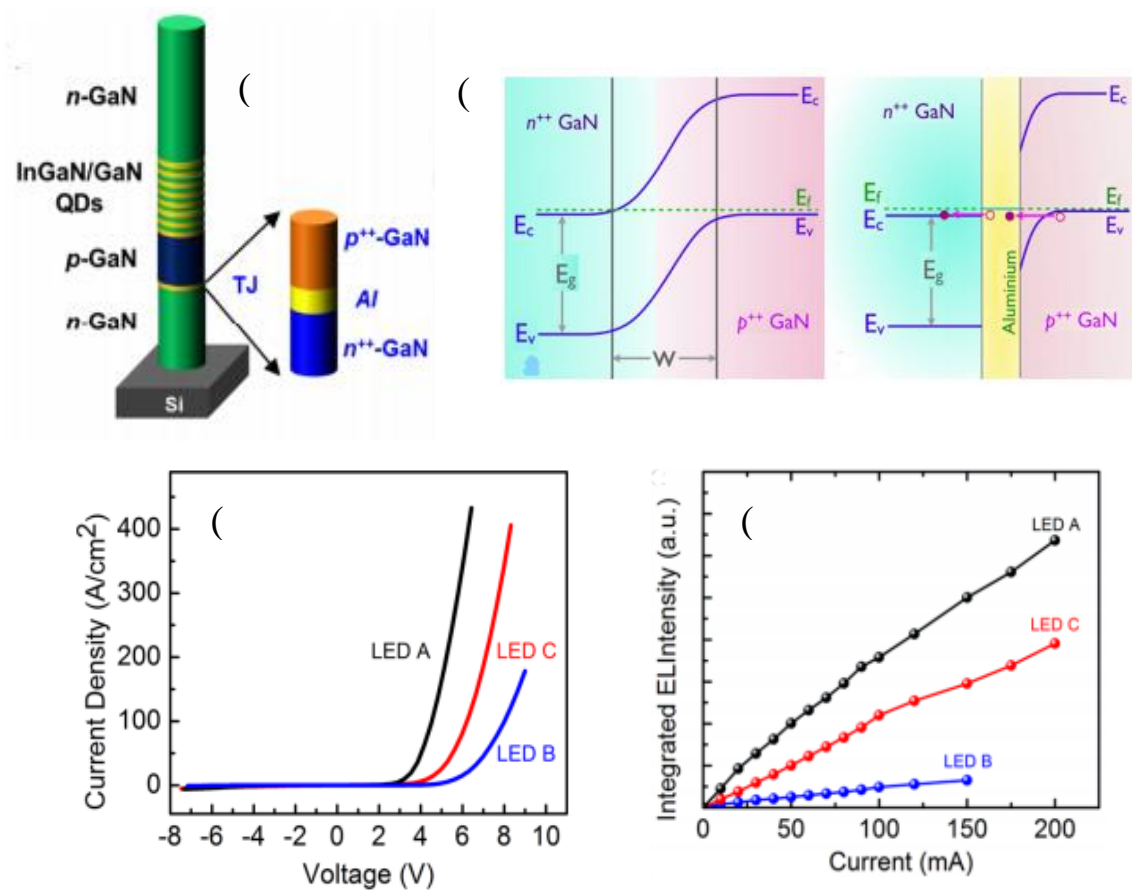 n-GaN
InGaN/GaN
QDs
p-GaN
n-GaN
Si
TJ
p++-GaN
Al
n++-GaN
(
(
n++ GaN
Ec
Ef
Ec
Ev
Eg
Ev
p++ GaN
W
n++ GaN
Ec
Ef
Ec
Ef
Ev
Eg
Ev
Aluminium
p++ GaN
(
Current Density (A/cm2)
400
300
200
100
0
LED A
LED C
LED B
-8 -6 -4 -2 0 2 4 6 8 10
Voltage (V)
(
Integrated ELIntensity (a.u.)
LED A
LED C
LED B
0 50 100 150 200
Current (mA)